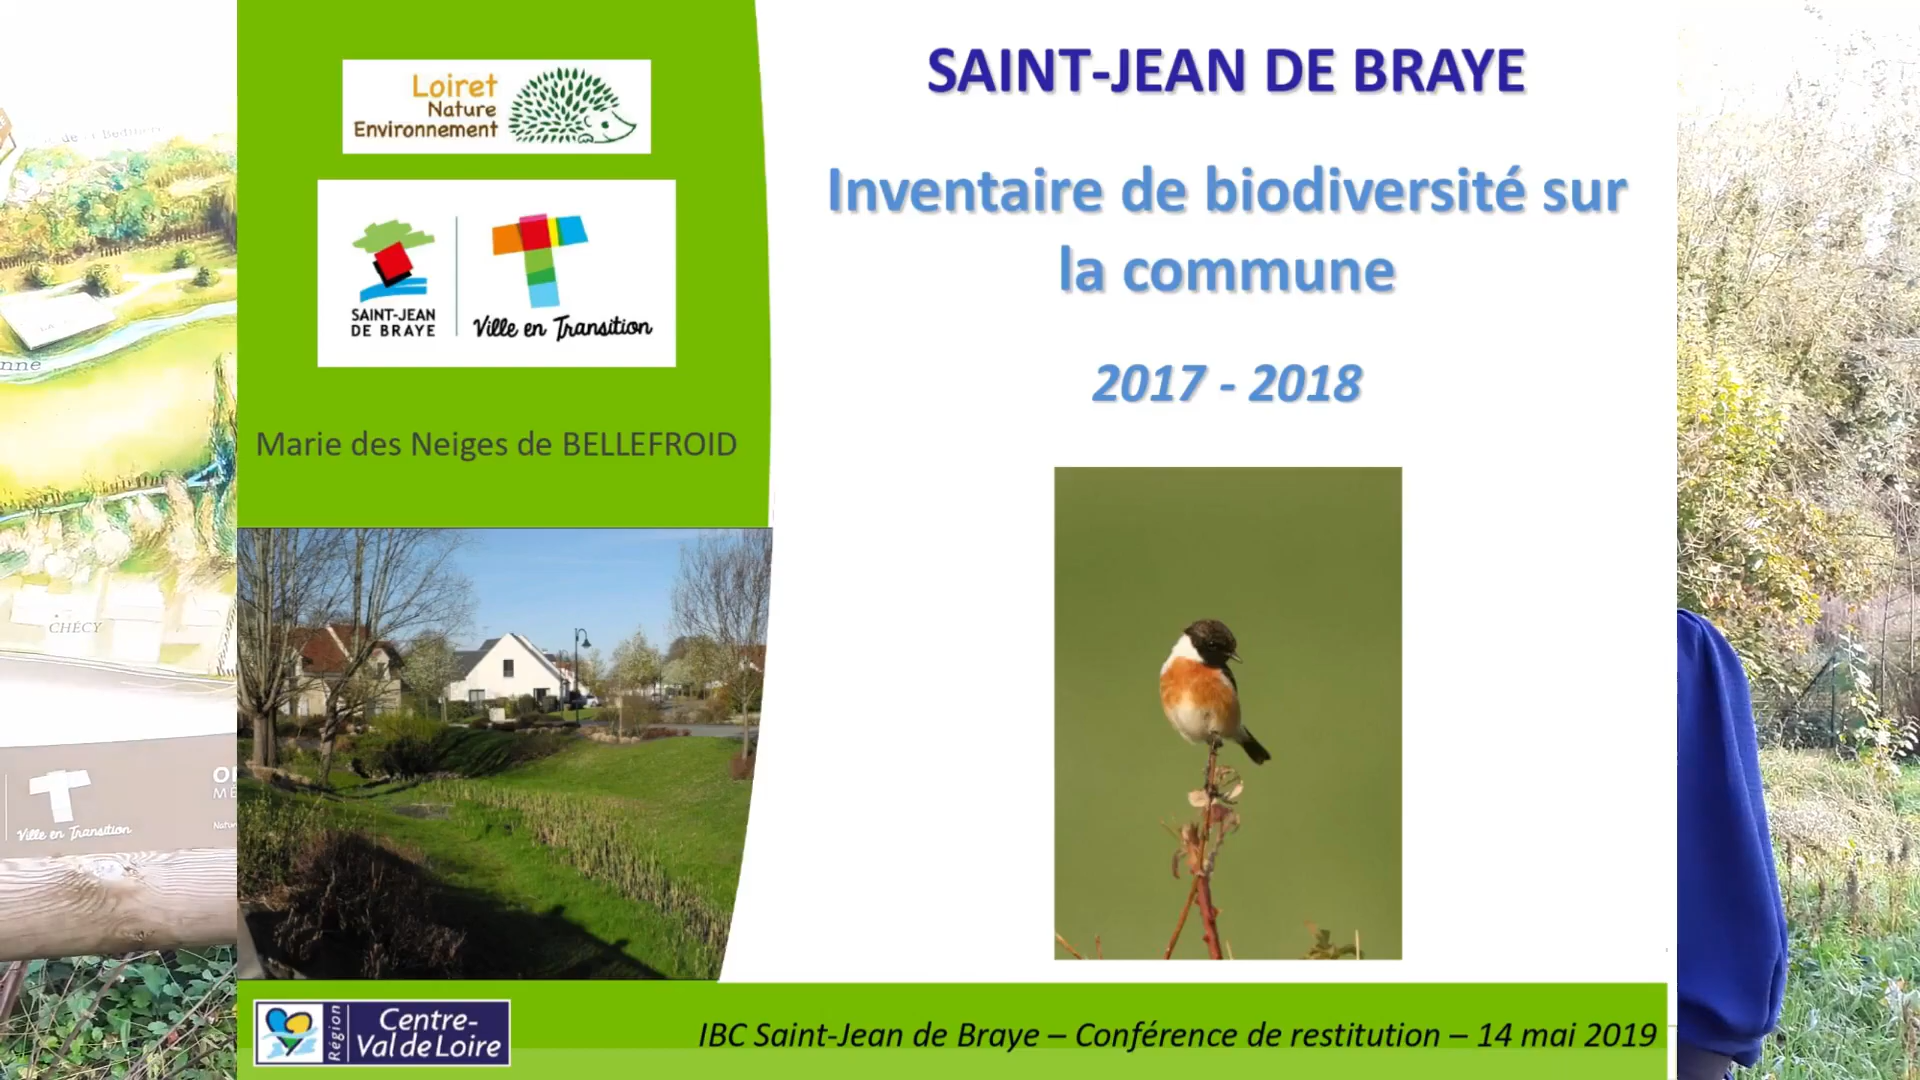 Loiret
Nature
Environnement
SAINT-JEAN
DE BRAYE
Ville en Transition
Marie des Neiges de BELLEFROID
SAINT-JEAN DE BRAYE
Inventaire de biodiversité sur
la commune
2017 - 2018
Région
Centre-
Val de Loire
IBC Saint-Jean de Braye – Conférence de restitution – 14 mai 2019
CHÉCY
Ville en Transition